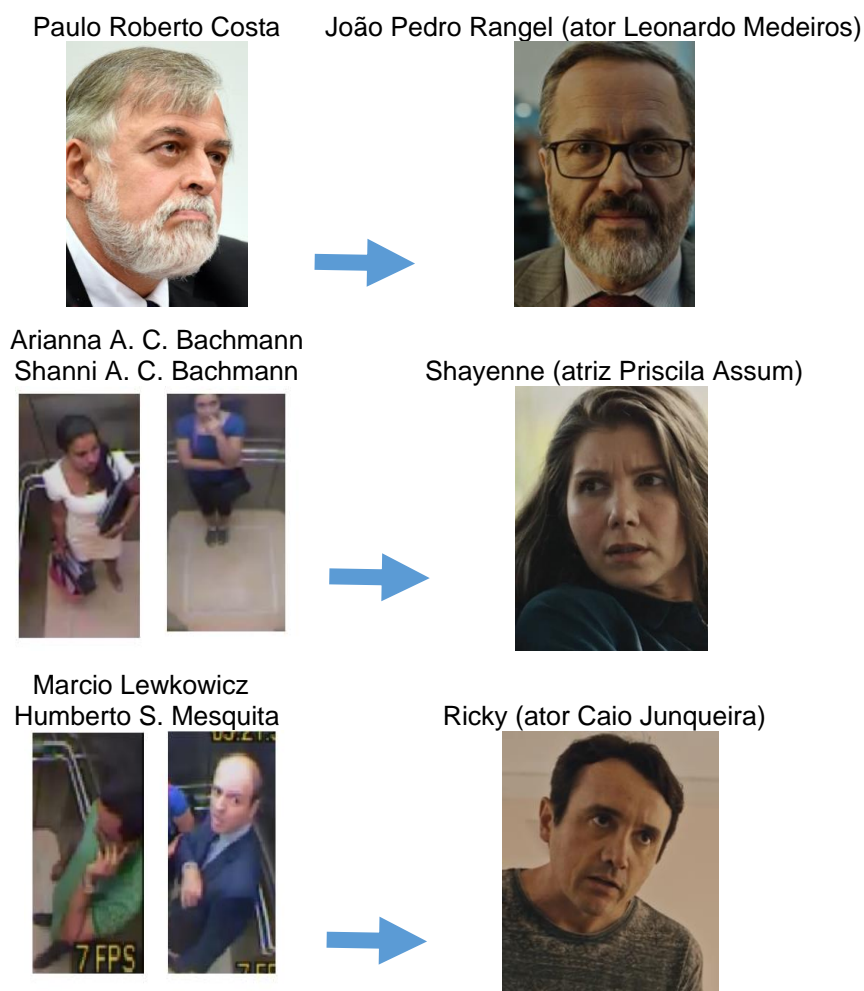 Paulo Roberto Costa
João Pedro Rangel (ator Leonardo Medeiros)
Arianna A. C. Bachmann
Shanni A. C. Bachmann
Shayenne (atriz Priscila Assum)
Marcio Lewkowicz
Humberto S. Mesquita
Ricky (ator Caio Junqueira)
7 FPS